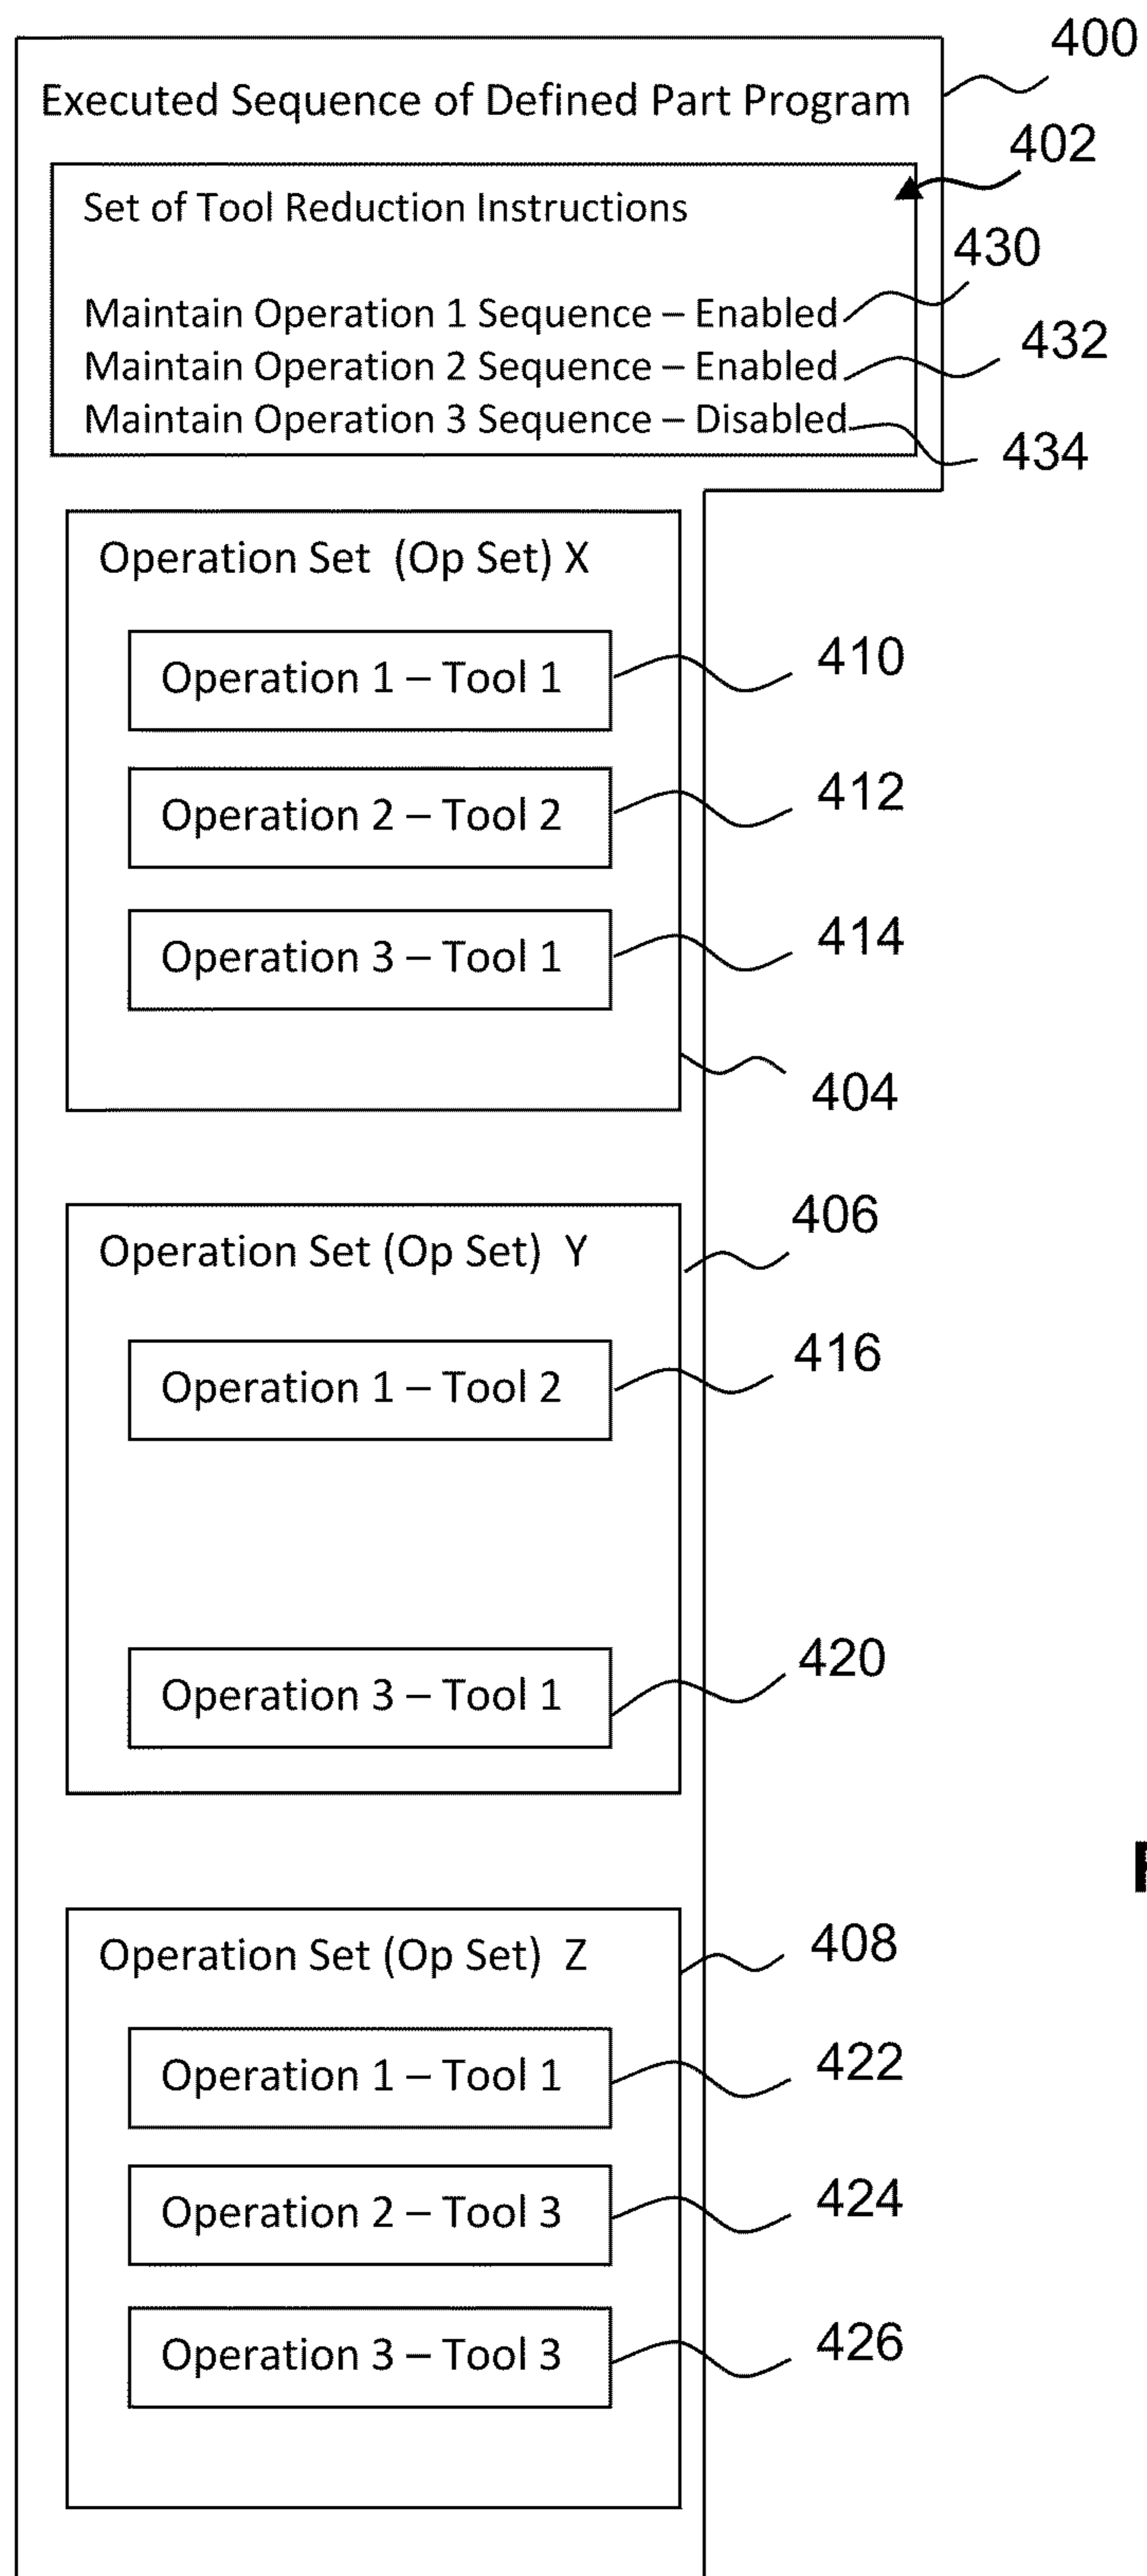 400
Executed Sequence of Defined Part Program
402
Set of Tool Reduction Instructions
430
Maintain Operation 1 Sequence – Enabled
432
Maintain Operation 2 Sequence – Enabled
Maintain Operation 3 Sequence – Disabled
434
Operation Set (Op Set) X
Operation 1 – Tool 1
410
Operation 2 – Tool 2
412
Operation 3 – Tool 1
414
404
406
Operation Set (Op Set) Y
Operation 1 – Tool 2
416
Operation 3 – Tool 1
420
Operation Set (Op Set) Z
408
Operation 1 – Tool 1
422
Operation 2 – Tool 3
424
Operation 3 – Tool 3
426